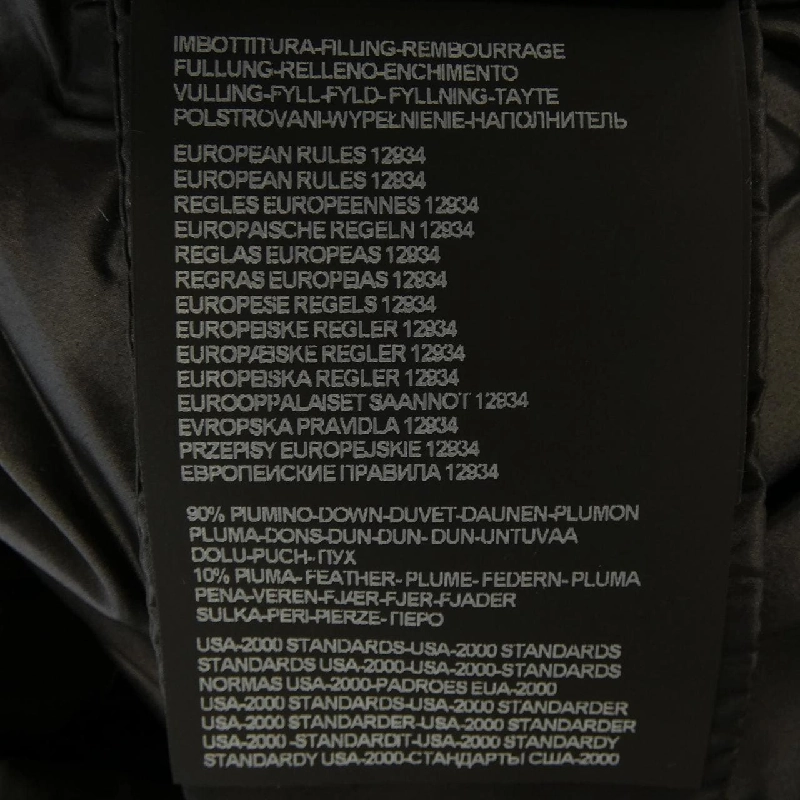 IMBOTTITURA-FILLING-REMBOURRAGE
FULLUNG-RELLENO-ENCHIMENTO
VULLING-FYLL-FYLD- FYLLNING-TAYTE
POLSTROVANI-WYPEŁNIENIE-НАПОЛНИТЕЛЬ
EUROPEAN RULES 12934
EUROPEAN RULES 12934
REGLES EUROPEENNES 12934
EUROPAISCHE REGELN 12934
REGLAS EUROPEAS 12934
REGRAS EUROPEIAS 12934
EUROPESE REGELS 12934
EUROPEISKE REGLER 12934
EUROPÆISKE REGLER 12934
EUROPEISKA REGLER 12934
EUROOPPALAISET SAANNOT 12934
EVROPSKA PRAVIDLA 12934
PRZEPISY EUROPEJSKIE 12934
ЕВРОПЕИСКИЕ ПРАВИЛА 12934
90% PIUMINO-DOWN-DUVET-DAUNEN-PLUMON
PLUMA-DONS-DUN-DUN- DUN-UNTUVAA
DOLU-PUCH- ПУХ
10% PIUMA- FEATHER- PLUME- FEDERN- PLUMA
PENA-VEREN-FJÆR-FJER-FJADER
SULKA-PERI-PIERZE- ПЕРО
USA-2000 STANDARDS-USA-2000 STANDARDS
STANDARDS USA-2000-USA-2000-STANDARDS
NORMAS USA-2000-PADROES EUA-2000
USA-2000 STANDARDS-USA-2000 STANDARDER
USA-2000 STANDARDER-USA-2000 STANDARDER
USA-2000 -STANDARDIT-USA-2000 STANDARDY
STANDARDY USA-2000-СТАНДАРТЫ США-2000